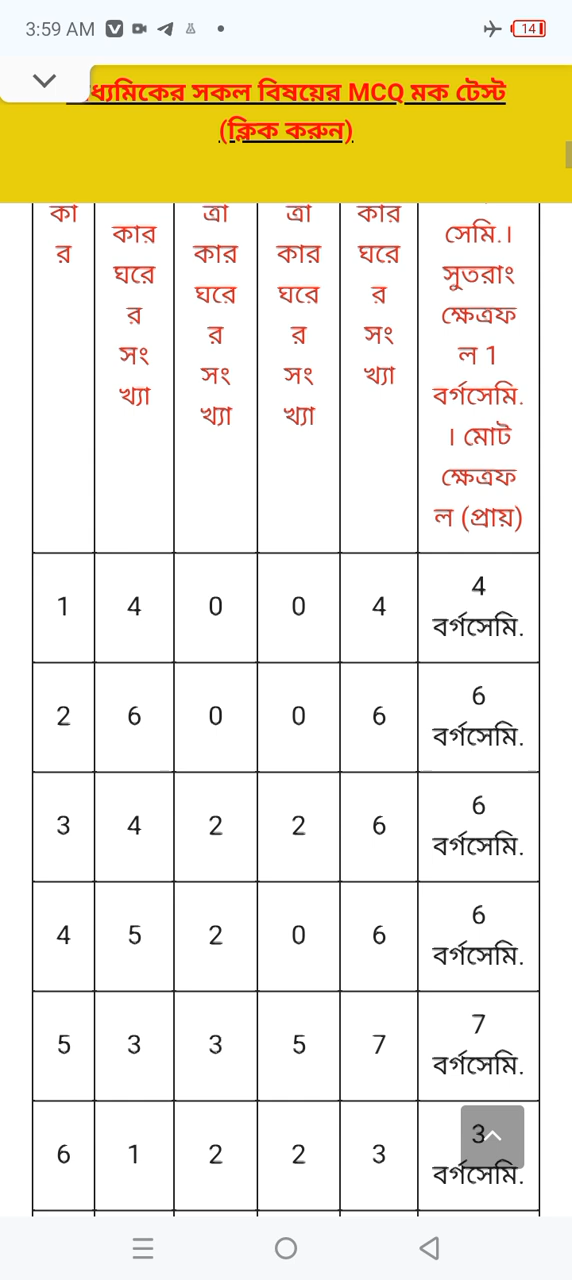 3:59 AM
14
ধ্যমিকের সকল বিষয়ের MCQ মক টেস্ট
(ক্লিক করুন)
কা
র
কার
ঘরে
র
সং
খ্যা
ত্রা
কার
ঘরে
র
সং
খ্যা
ত্রা
কার
ঘরে
র
সং
খ্যা
কার
ঘরে
র
সং
খ্যা
সেমি.।
সুতরাং
ক্ষেত্রফ
ল 1
বর্গসেমি.
। মোট
ক্ষেত্রফ
ল (প্রায়)
1 4 0 0 4 4
বর্গসেমি.
2 6 0 0 6 6
বর্গসেমি.
3 4 2 2 6 6
বর্গসেমি.
4 5 2 0 6 6
বর্গসেমি.
5 3 3 5 7 7
বর্গসেমি.
6 1 2 2 3 3
বর্গসেমি.